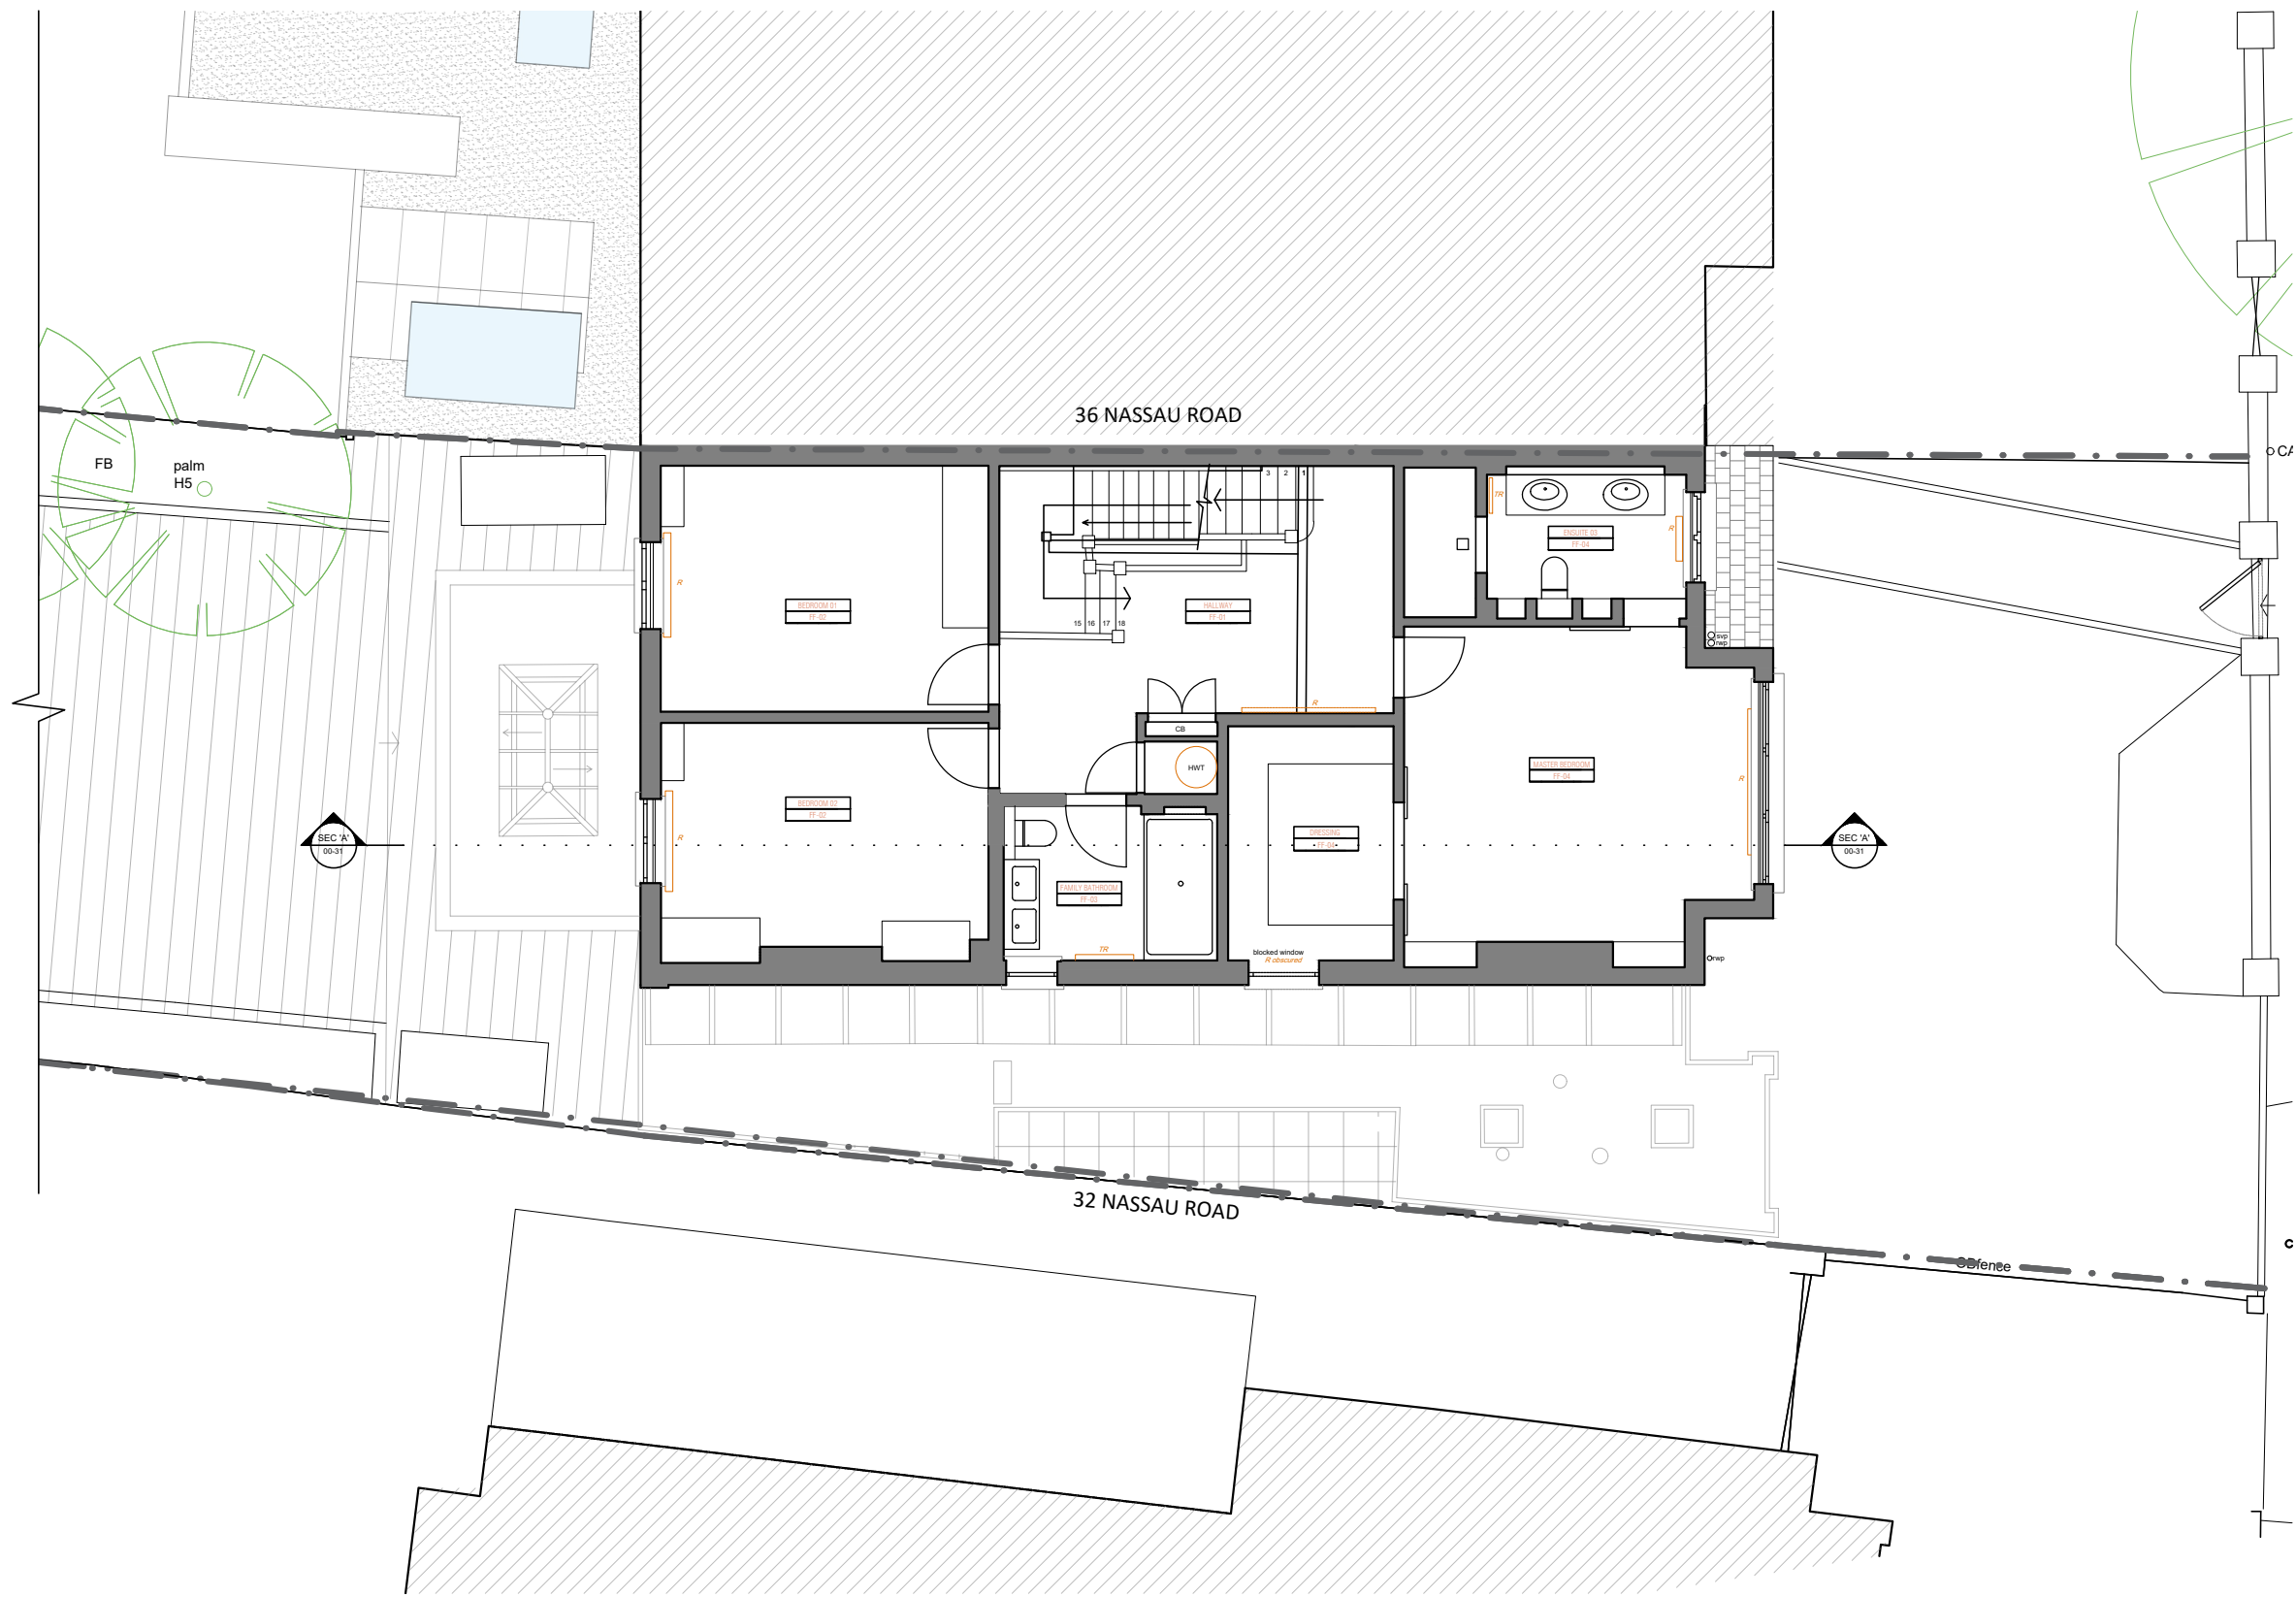 36 NASSAU ROAD
FB
palm
H5
CA
3
2
1
TR
R
ENSUITE 03
FF-04
R
BEDROOM 01
FF-02
HALLWAY
FF-01
15
16
17
18
svp
rwp
R
CB
HWT
MASTER BEDROOM
FF-04
R
BEDROOM 02
FF-02
R
SEC 'A'
00-31
DRESSING
FF-04
SEC 'A'
00-31
FAMILY BATHROOM
FF-03
TR
blocked window
R obscured
rwp
32 NASSAU ROAD
CBfence